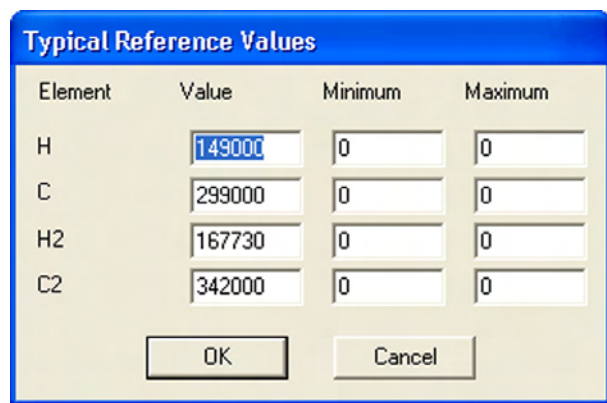 Typical Reference Values
Element Value Minimum Maximum
H 149000 0 0
C 299000 0 0
H2 167730 0 0
C2 342000 0 0
OK Cancel